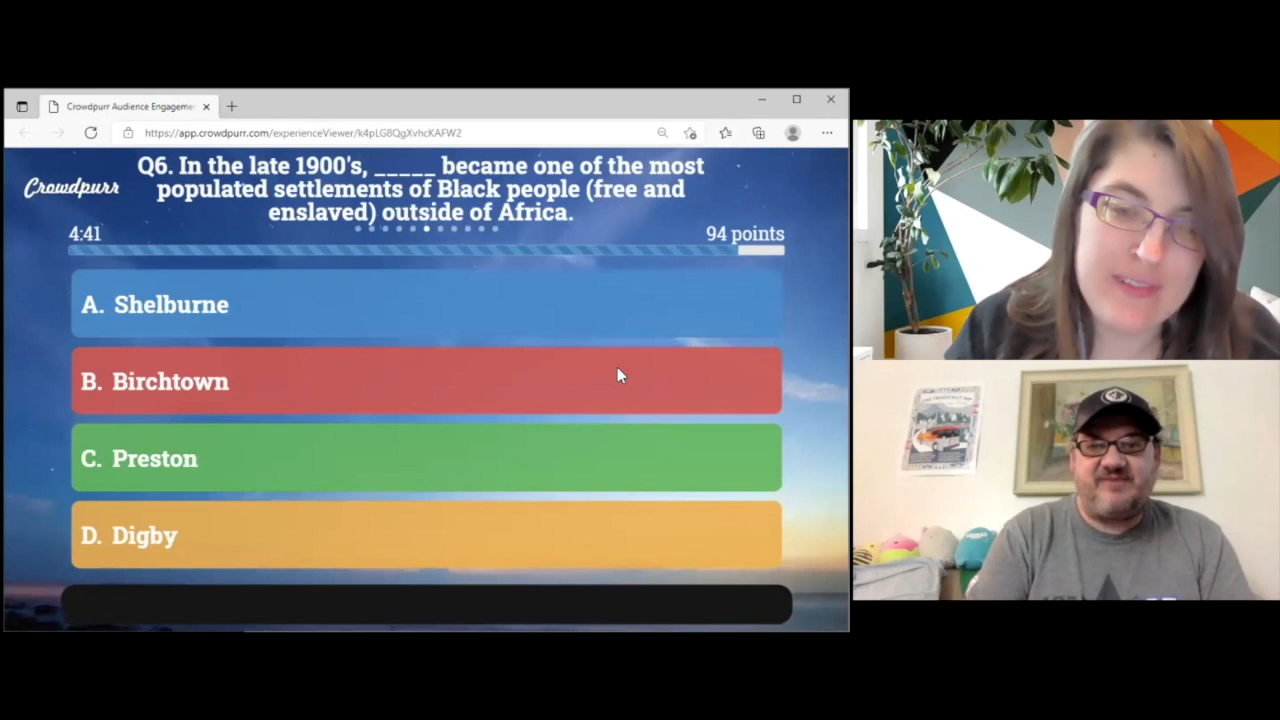 Crowdpurr Audience Engageme
https://app.crowdpurr.com/experienceViewer/k4pLG8QgXvhcKAFW2
Crowdpurr
Q6. In the late 1900's, _____ became one of the most
populated settlements of Black people (free and
enslaved) outside of Africa.
4:41
94 points
A. Shelburne
B. Birchtown
C. Preston
D. Digby